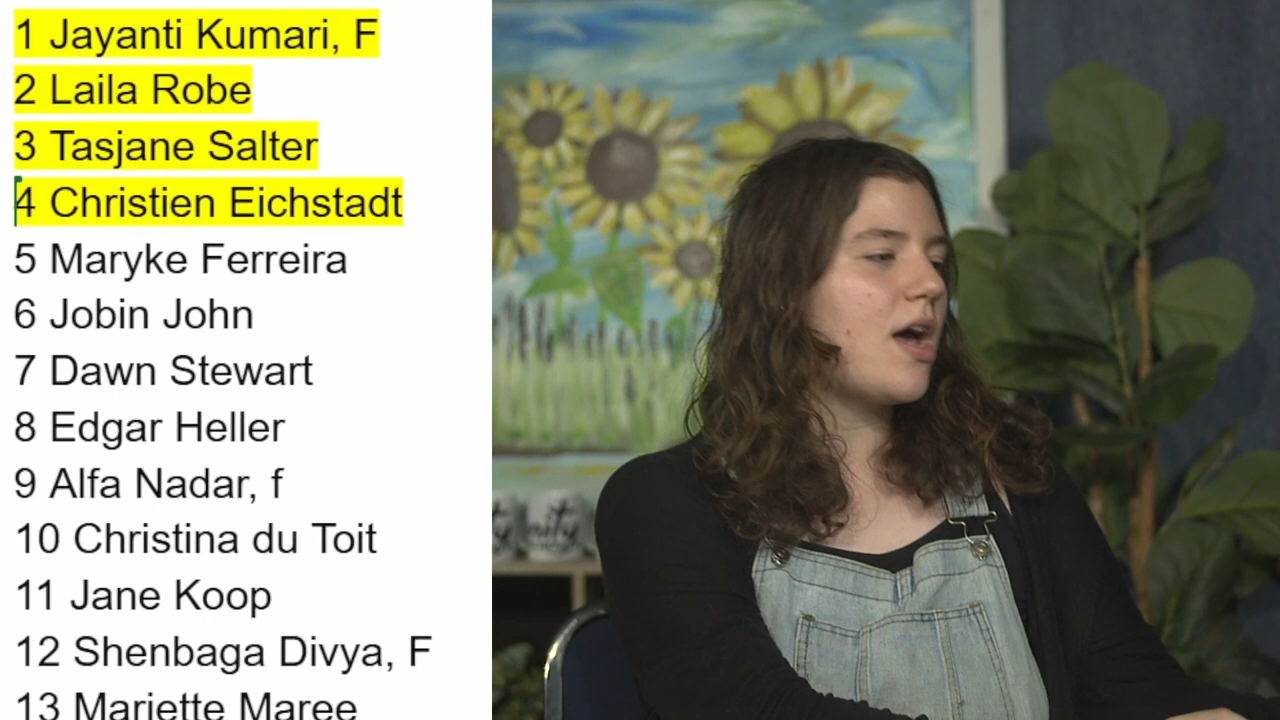 1 Jayanti Kumari, F
2 Laila Robe
3 Tasjane Salter
4 Christien Eichstadt
5 Maryke Ferreira
6 Jobin John
7 Dawn Stewart
8 Edgar Heller
9 Alfa Nadar, f
10 Christina du Toit
11 Jane Koop
12 Shenbaga Divya, F
13 Mariette Maree